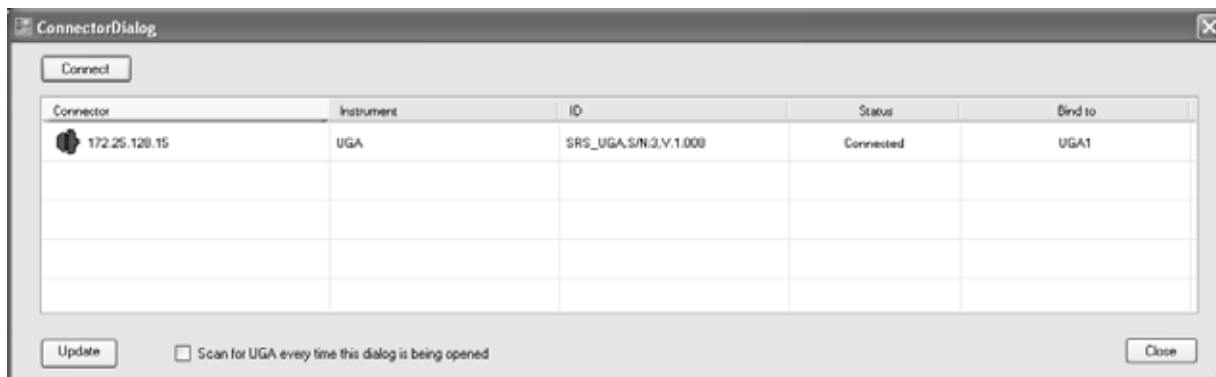 ConnectorDialog
Connect
Connector Instrument ID Status Bind to
172.25.128.15 UGA SRS_UGA,S/N:3,V.1.008 Connected UGA1
Update Scan for UGA every time this dialog is being opened Close